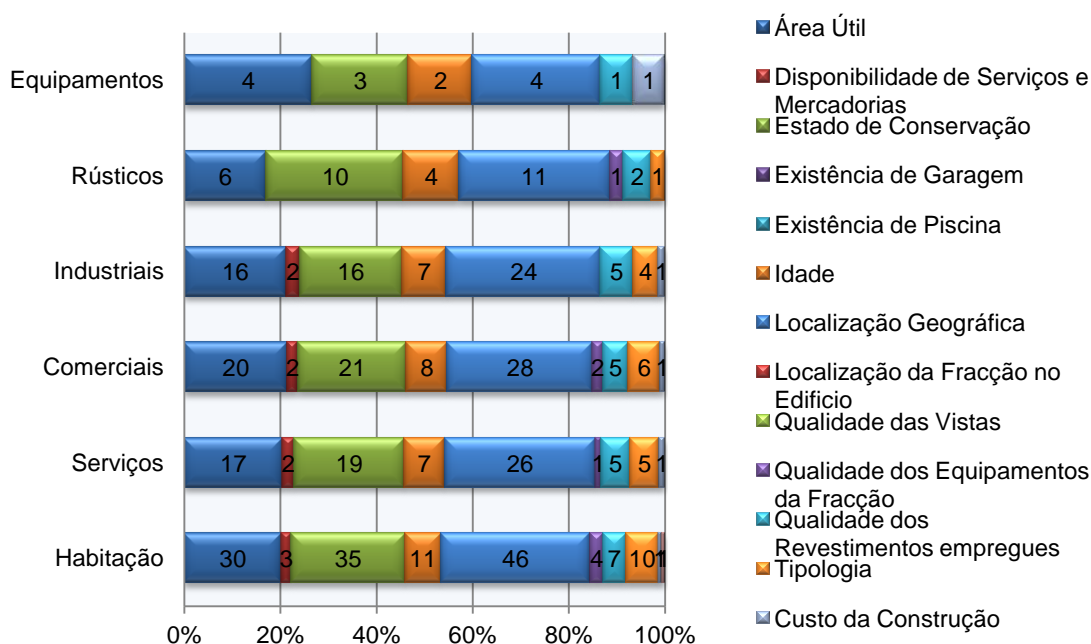 Equipamentos
4 3 2 4 1 1
Rústicos
6 10 4 11 1 2 1
Industriais
16 2 16 7 24 5 4 1
Comerciais
20 2 21 8 28 2 5 6 1
Serviços
17 2 19 7 26 1 5 5 1
Habitação
30 3 35 11 46 4 7 10 1 1
0% 20% 40% 60% 80% 100%
Área Útil
Disponibilidade de Serviços e
Mercadorias
Estado de Conservação
Existência de Garagem
Existência de Piscina
Idade
Localização Geográfica
Localização da Fracção no
Edificio
Qualidade das Vistas
Qualidade dos Equipamentos
da Fracção
Qualidade dos
Revestimentos empregues
Tipologia
Custo da Construção